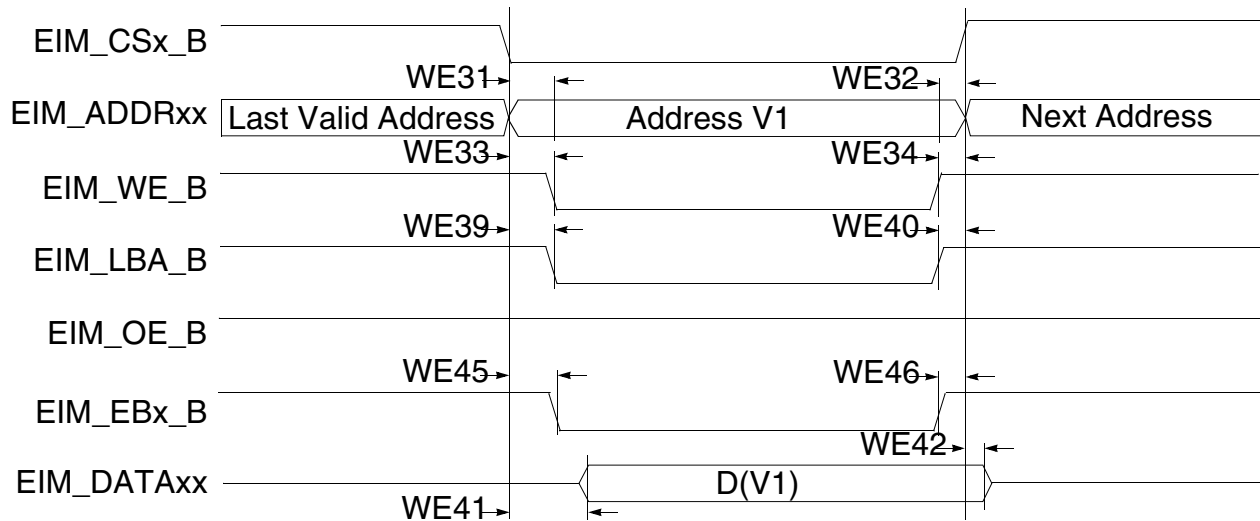 EIM_CSx_B
WE31 WE32
EIM_ADDRxx Last Valid Address Address V1 Next Address
WE33 WE34
EIM_WE_B
WE39 WE40
EIM_LBA_B
EIM_OE_B
WE45 WE46
EIM_EBx_B
WE42
EIM_DATAxx D(V1)
WE41